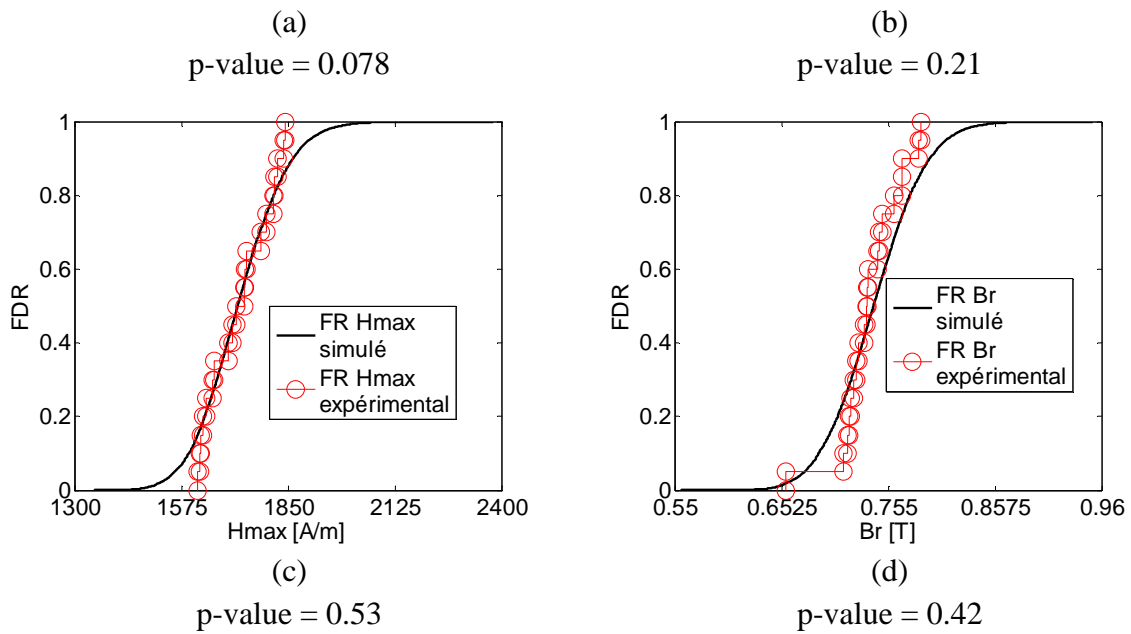 (a)
(b)
p-value = 0.078
p-value = 0.21
1
0.8
0.6
0.4
0.2
0
FDR
FR Hmax
simulé
FR Hmax
expérimental
1300
1575
1850
2125
2400
Hmax [A/m]
1
0.8
0.6
0.4
0.2
0
FDR
FR Br
simulé
FR Br
expérimental
0.55
0.6525
0.755
0.8575
0.96
Br [T]
(c)
(d)
p-value = 0.53
p-value = 0.42